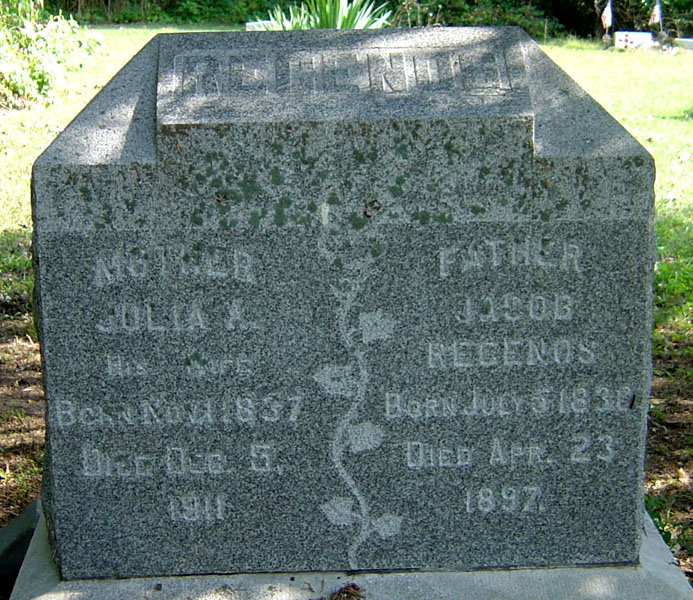 REGENOS
MOTHER
JULIA A.
HIS WIFE
BORN NOV. 1 1837
DIED DEC. 5.
1911
FATHER
JACOB
REGENOS
BORN JULY 5 1830
DIED APR. 23
1897.